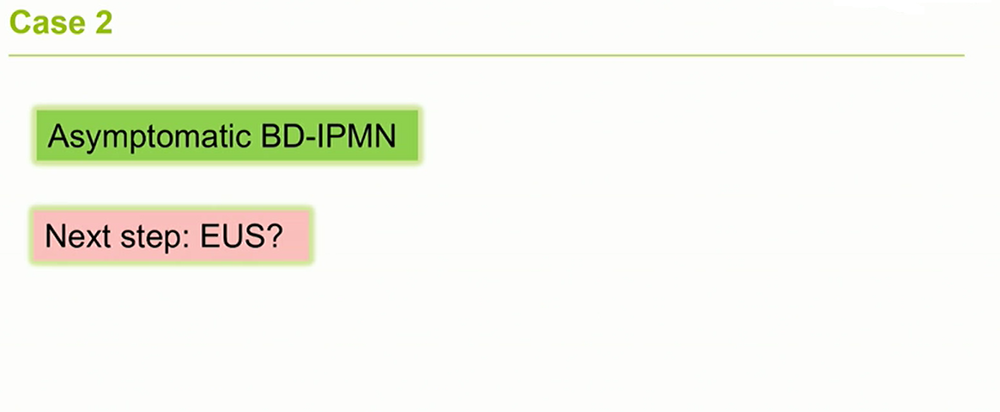 Case 2
Asymptomatic BD-IPMN
Next step: EUS?